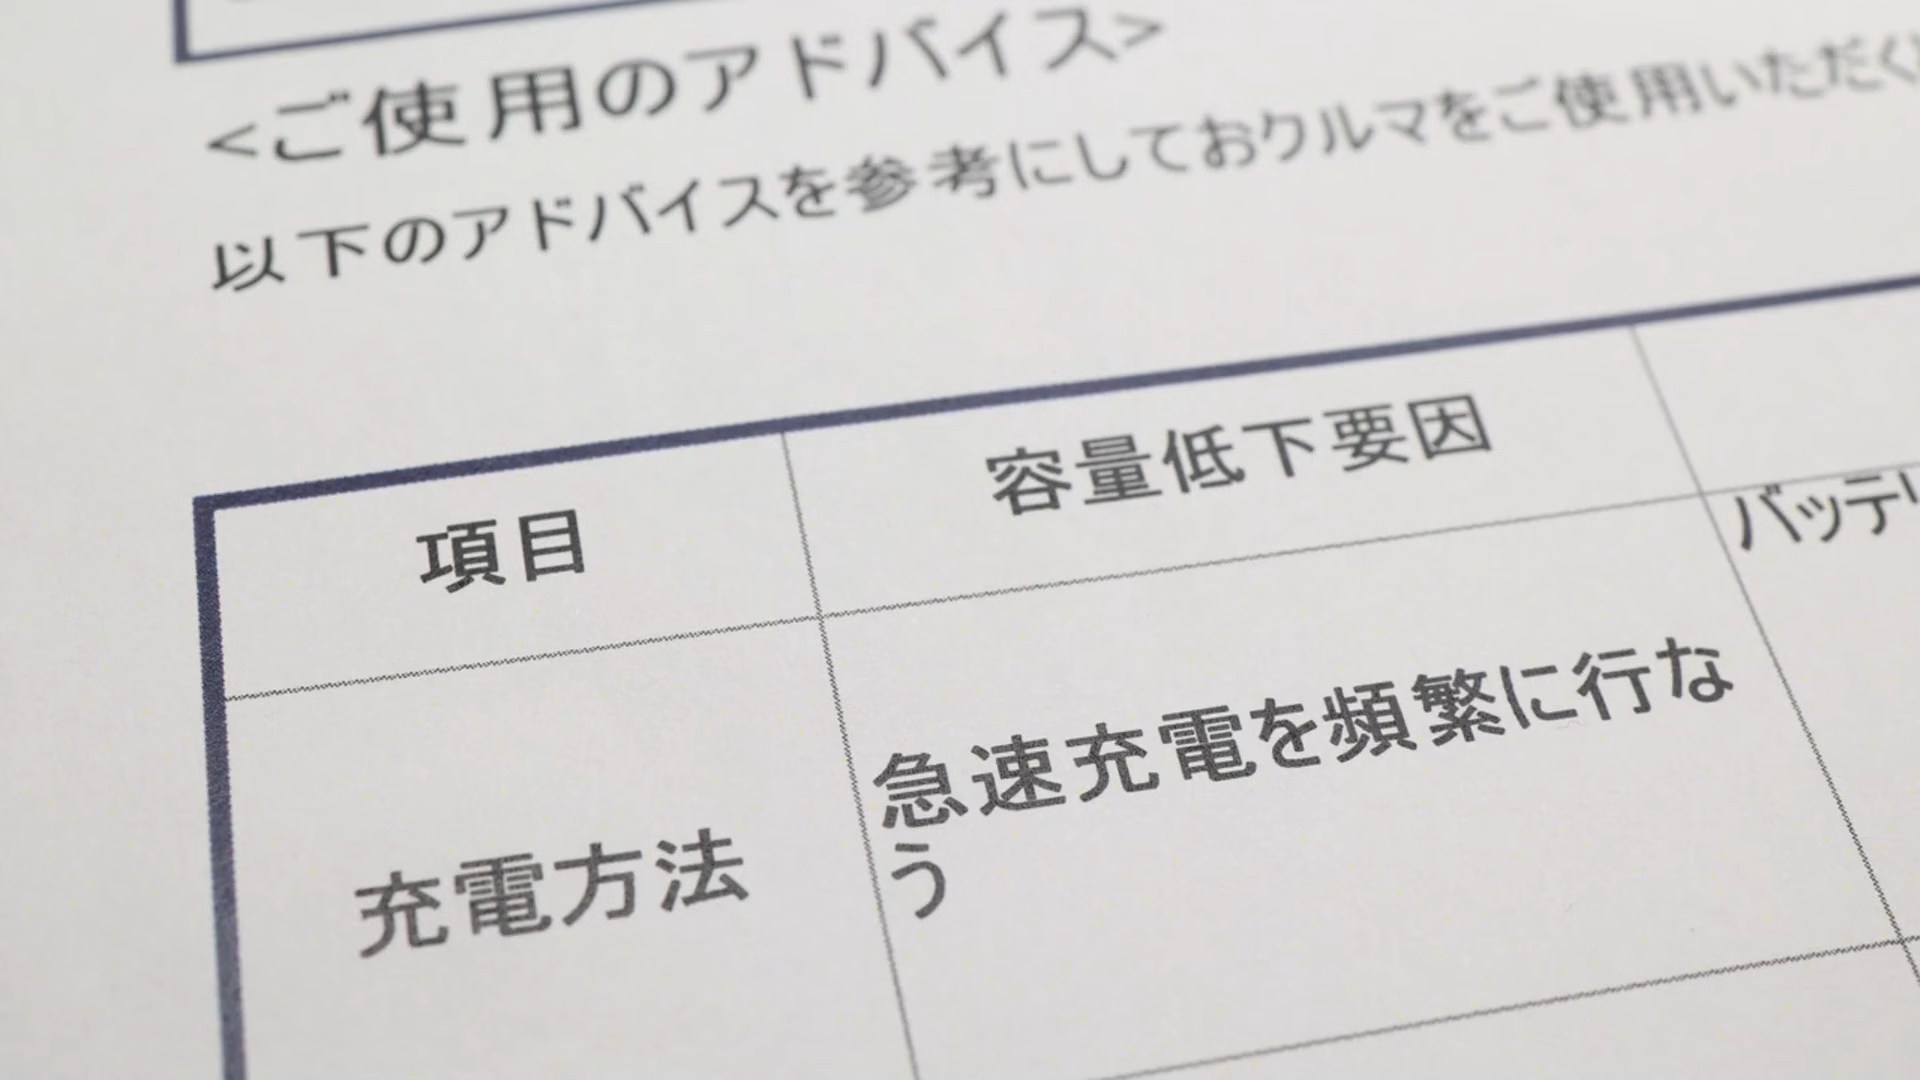 <ご使用のアドバイス>
以下のアドバイスを参考にしておクルマをご使用いただく
項目
容量低下要因
バッテリ
充電方法
急速充電を頻繁に行な
う